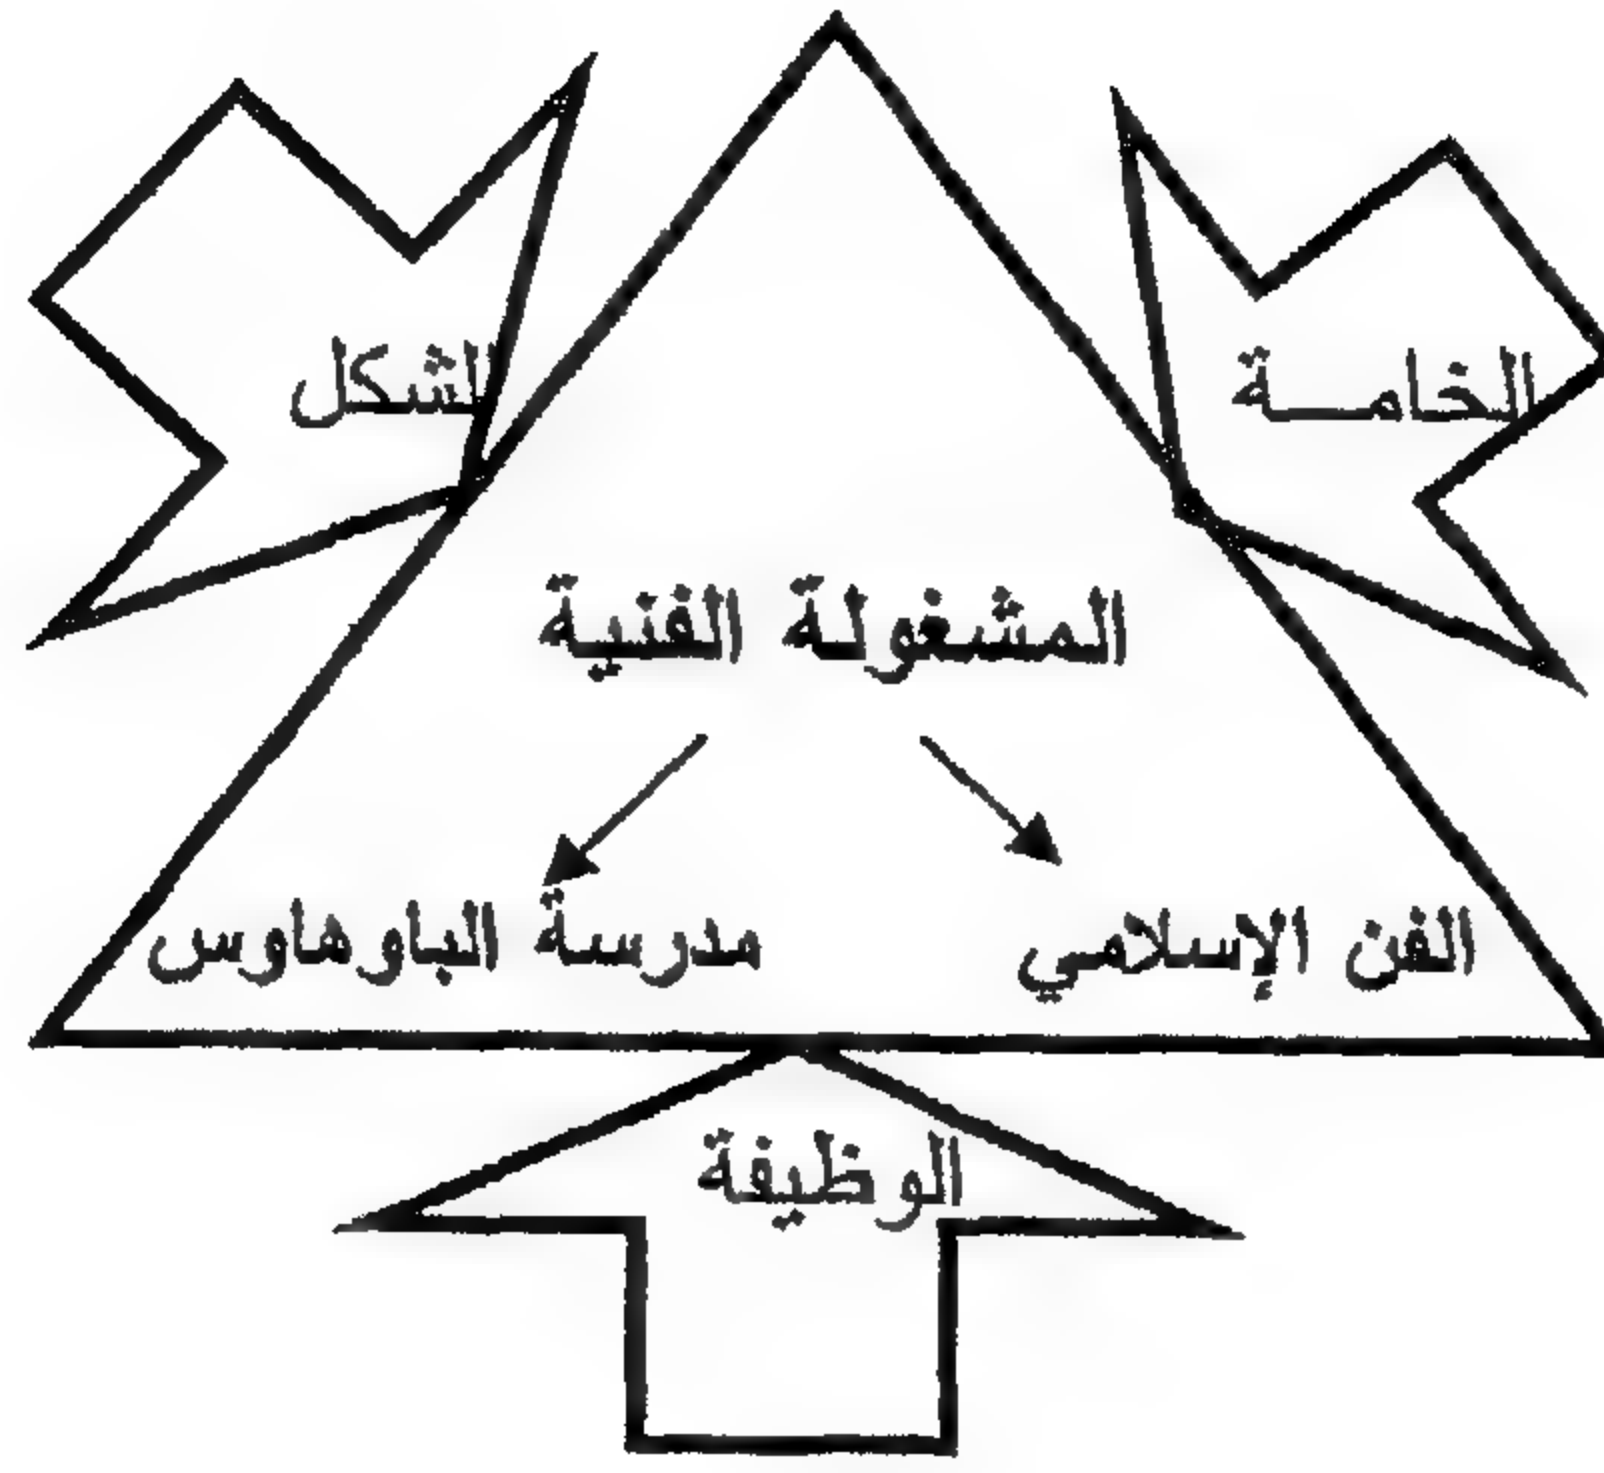 الخامـــة
الشكل
المشغولة الفنية
الفن الإسلامي
مدرسة الباوهاوس
الوظيفة